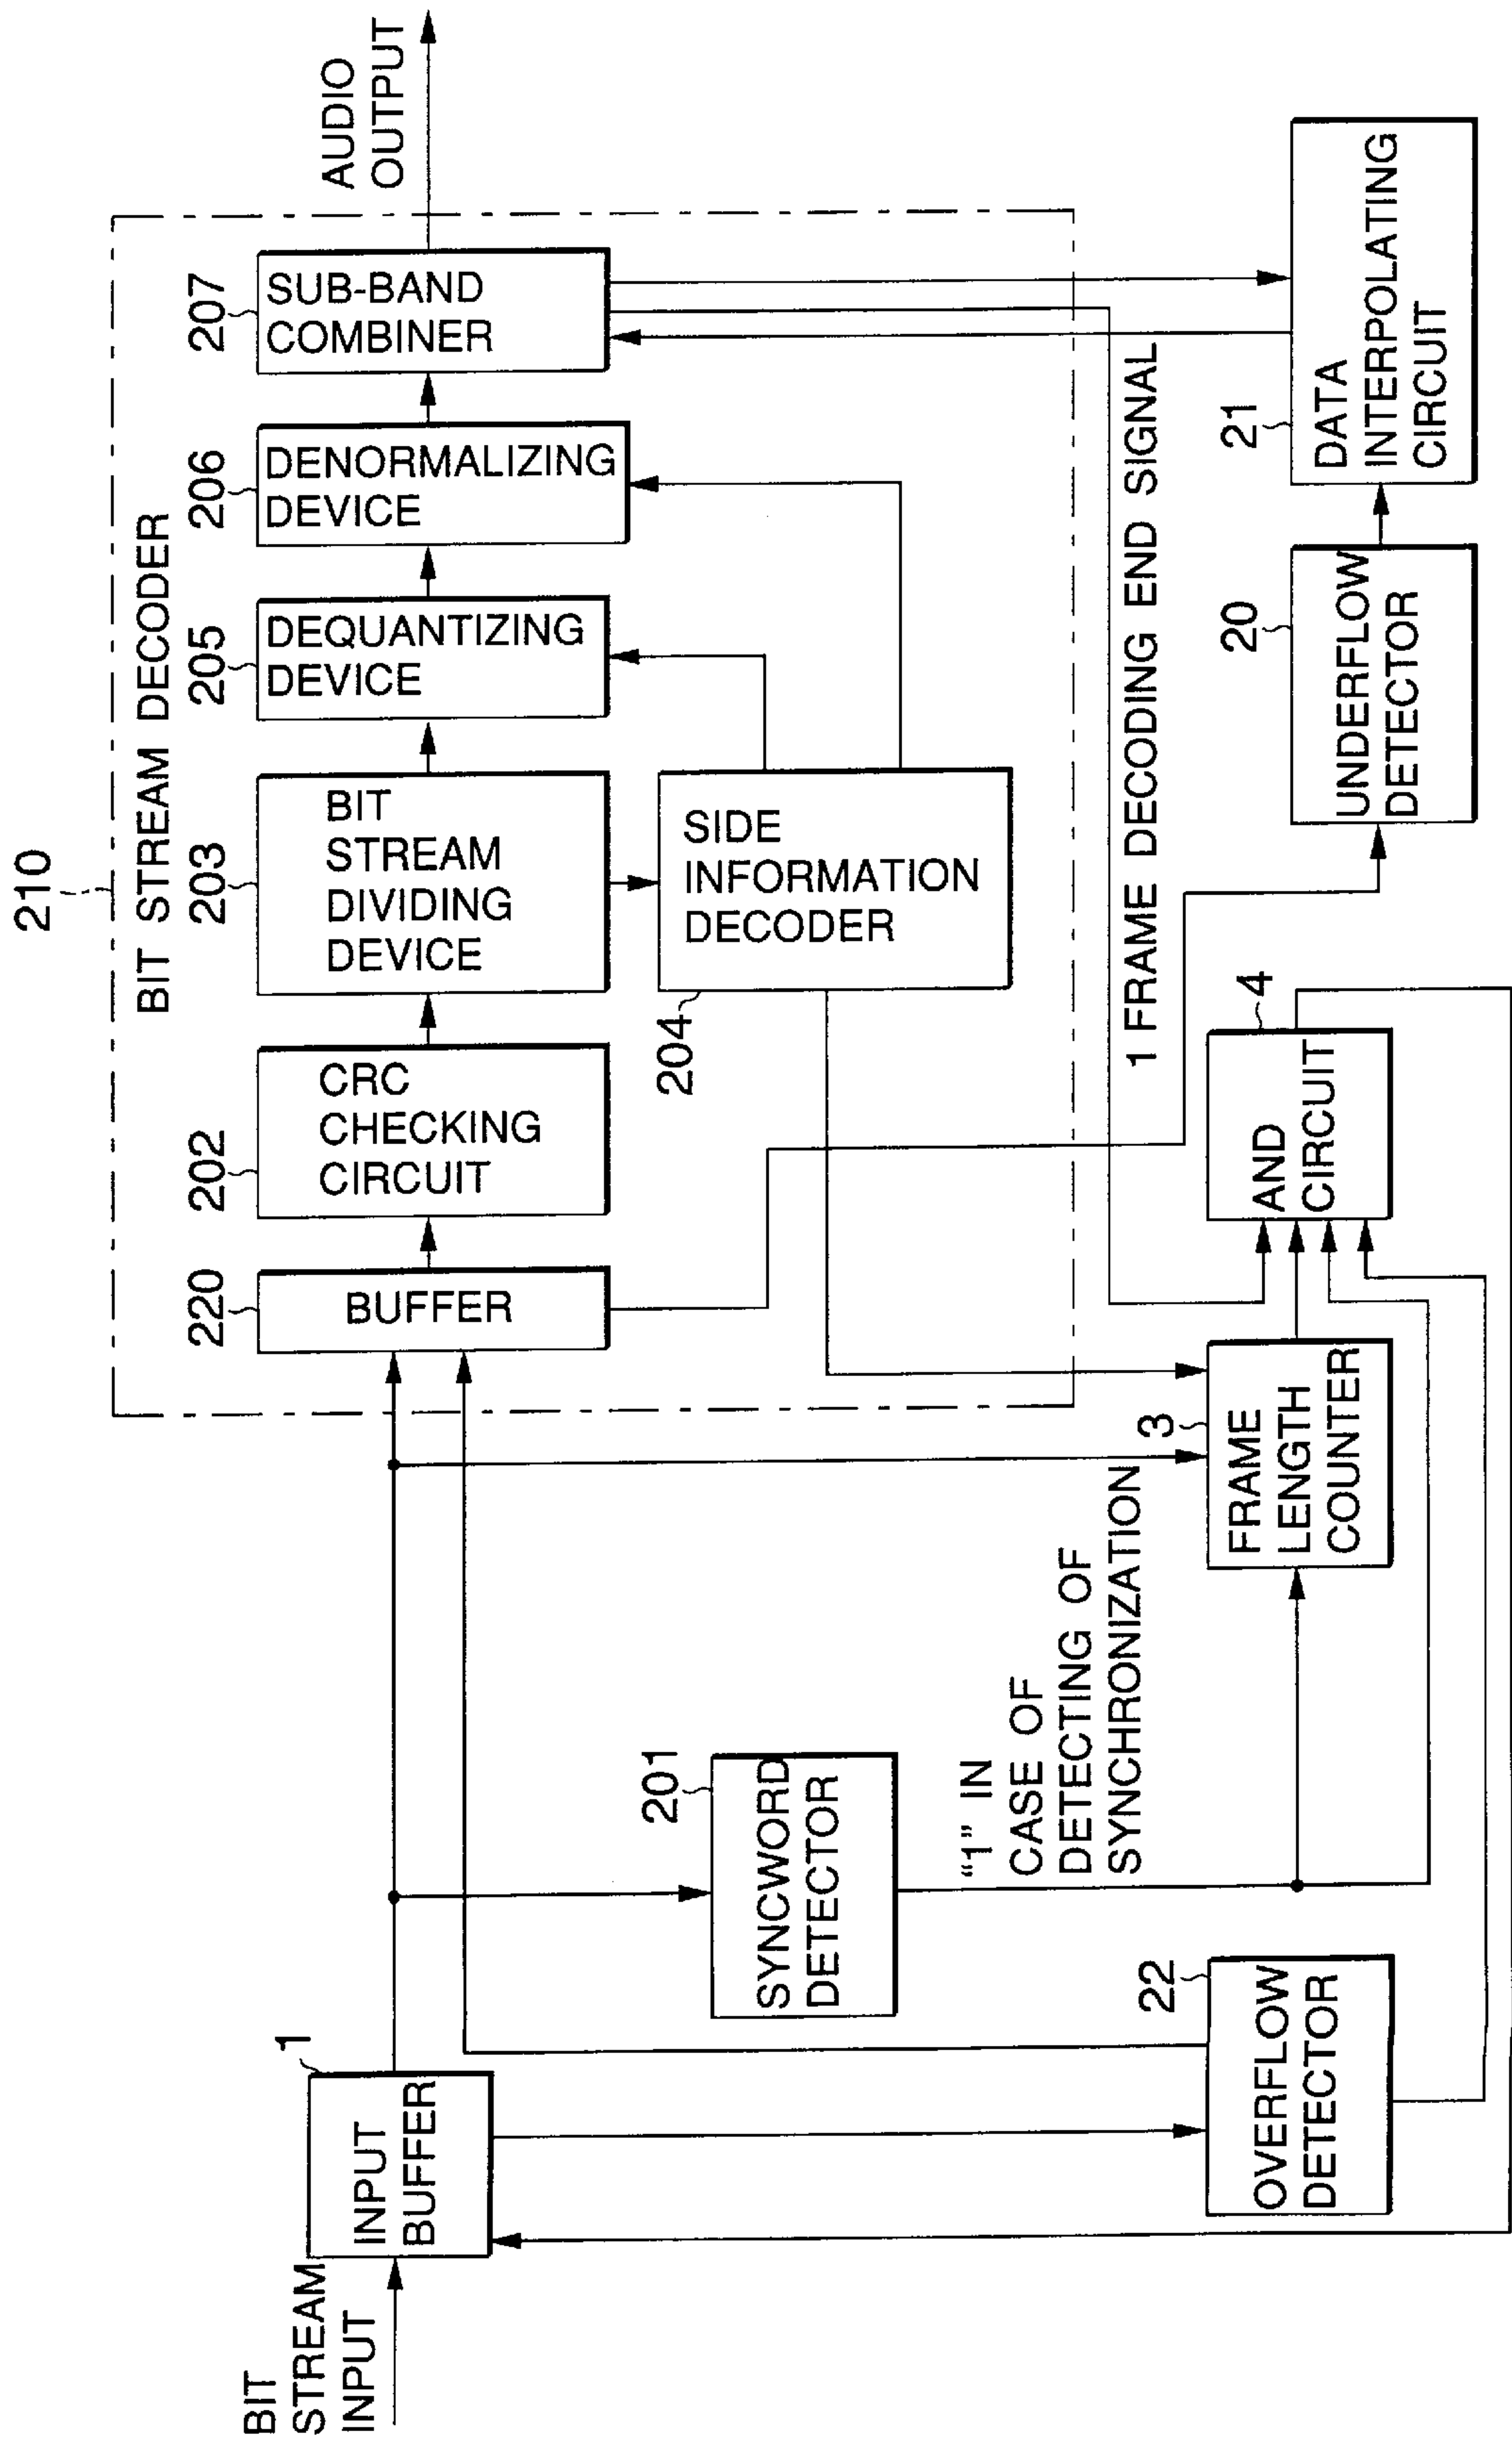 210
BIT STREAM DECODER
220
BUFFER
202
CRC
CHECKING
CIRCUIT
203
BIT
STREAM
DIVIDING
DEVICE
205
DEQUANTIZING
DEVICE
206
DENORMALIZING
DEVICE
207
SUB-BAND
COMBINER
AUDIO
OUTPUT
204
SIDE
INFORMATION
DECODER
BIT
STREAM
INPUT
1
INPUT
BUFFER
201
SYNCWORD
DETECTOR
“1” IN
CASE OF
DETECTING OF
SYNCHRONIZATION
22
OVERFLOW
DETECTOR
3
FRAME
LENGTH
COUNTER
4
AND
CIRCUIT
1 FRAME DECODING END SIGNAL
20
UNDERFLOW
DETECTOR
21
DATA
INTERPOLATING
CIRCUIT